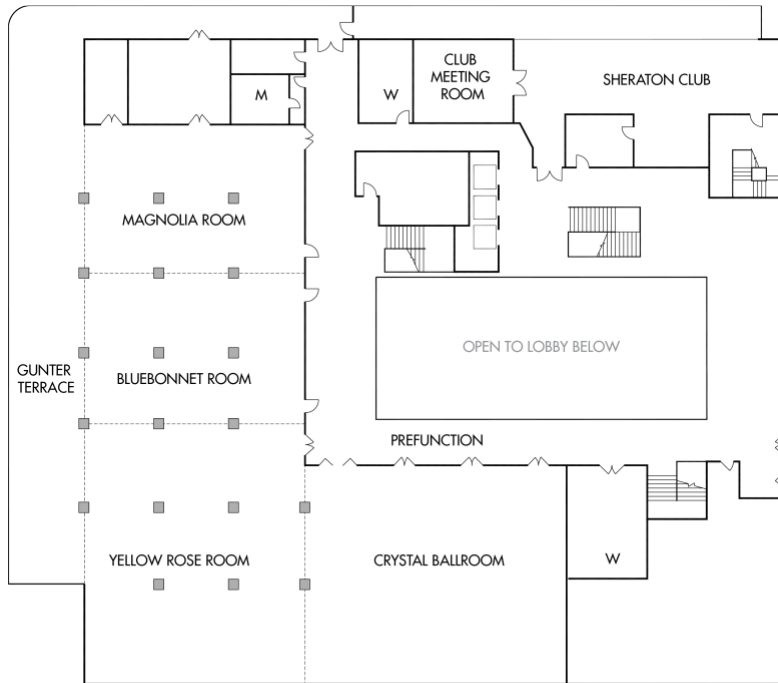 CLUB
MEETING
ROOM
SHERATON CLUB
M
W
MAGNOLIA ROOM
OPEN TO LOBBY BELOW
GUNTER
TERRACE
BLUEBONNET ROOM
PREFUNCTION
YELLOW ROSE ROOM
CRYSTAL BALLROOM
W